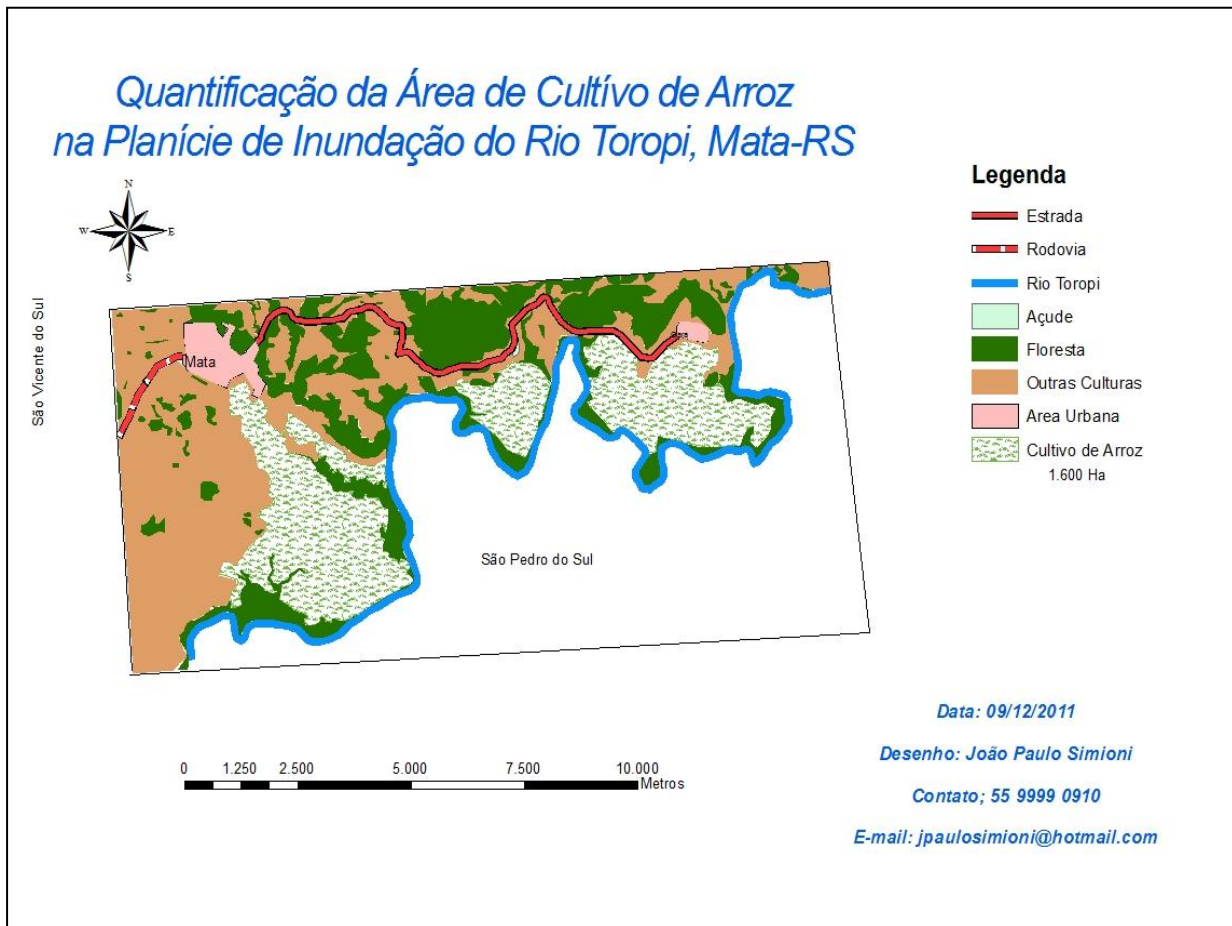 Quantificação da Área de Cultívo de Arroz
na Planície de Inundação do Rio Toropi, Mata-RS
N
W
E
S
Legenda
Estrada
Rodovia
Rio Toropi
Açude
Floresta
Outras Culturas
Area Urbana
Cultivo de Arroz
1.600 Ha
São Vicente do Sul
Mata
São Pedro do Sul
0 1.250 2.500 5.000 7.500 10.000
Metros
Data: 09/12/2011
Desenho: João Paulo Simioni
Contato; 55 9999 0910
E-mail: jpaulosimioni@hotmail.com